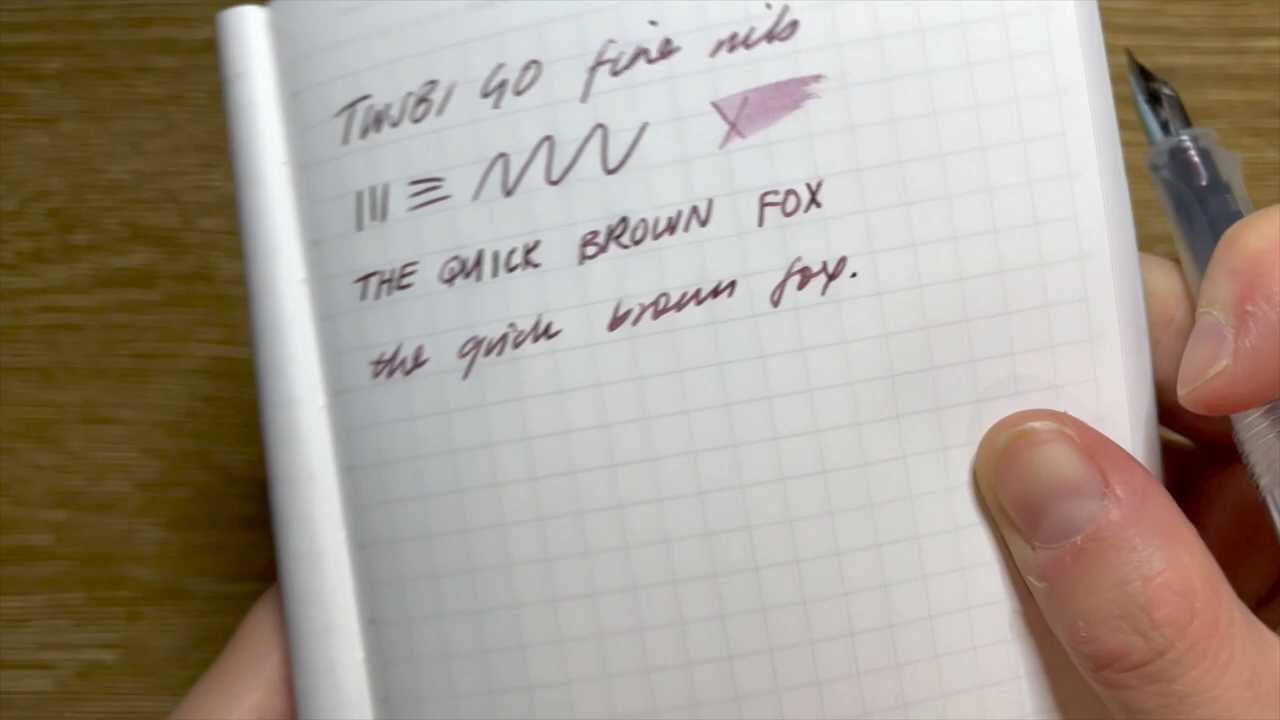 TWSBI GO fine nib
X
THE QUICK BROWN FOX
the quick brown fox.